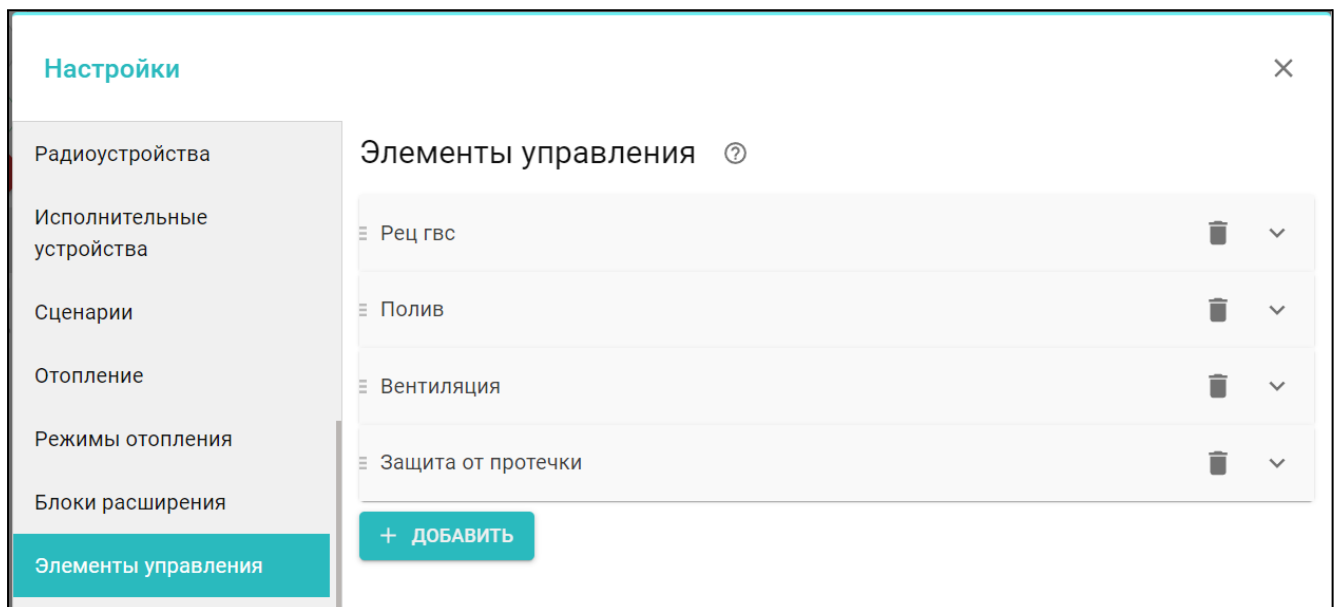 Настройки
Радиоустройства
Исполнительные
устройства
Сценарии
Отопление
Режимы отопления
Блоки расширения
Элементы управления
Элементы управления
Рец гвс
Полив
Вентиляция
Защита от протечки
+ ДОБАВИТЬ